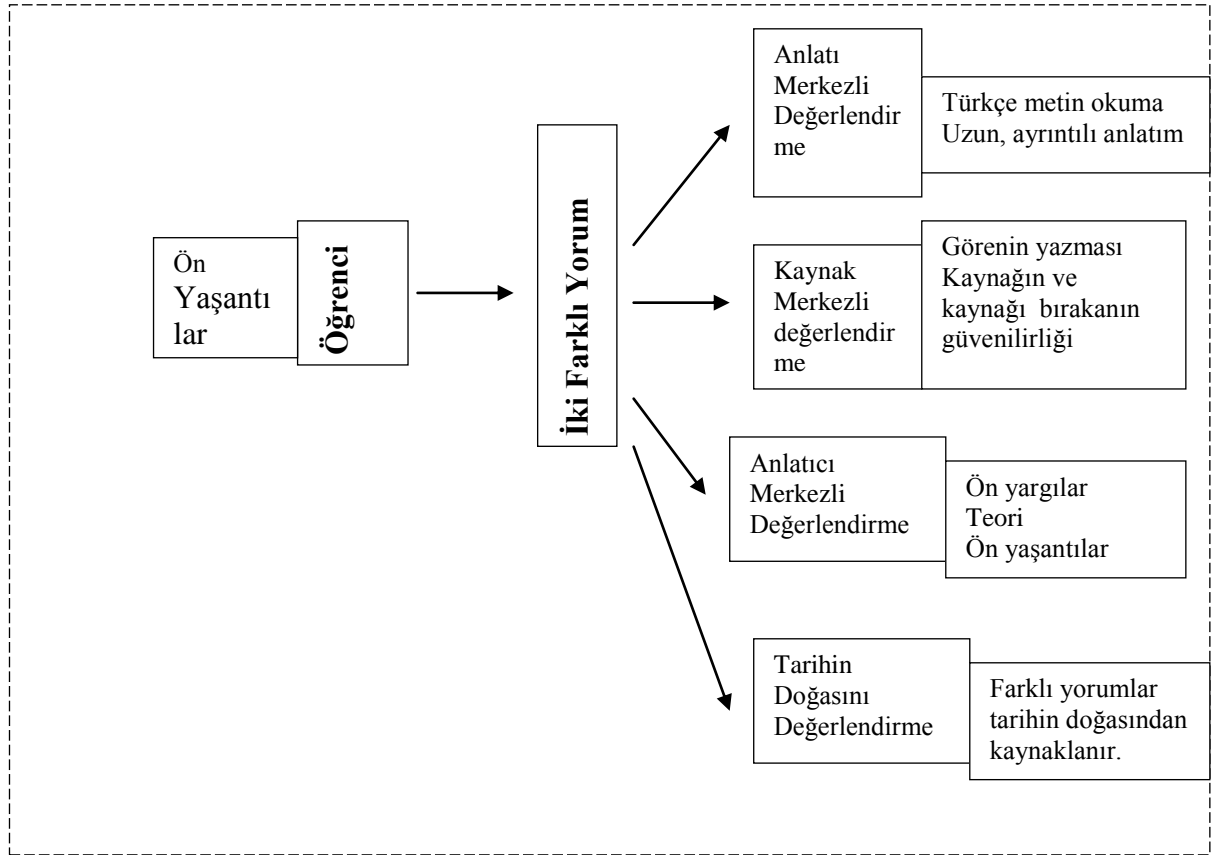 Ön
Yaşantı
lar
Öğrenci
İki Farklı Yorum
Anlatı
Merkezli
Değerlendir
me
Türkçe metin okuma
Uzun, ayrıntılı anlatım
Kaynak
Merkezli
değerlendir
me
Görenin yazması
Kaynağın ve
kaynağı bırakanın
güvenilirliği
Anlatıcı
Merkezli
Değerlendirme
Ön yargılar
Teori
Ön yaşantılar
Tarihin
Doğasını
Değerlendirme
Farklı yorumlar
tarihin doğasından
kaynaklanır.